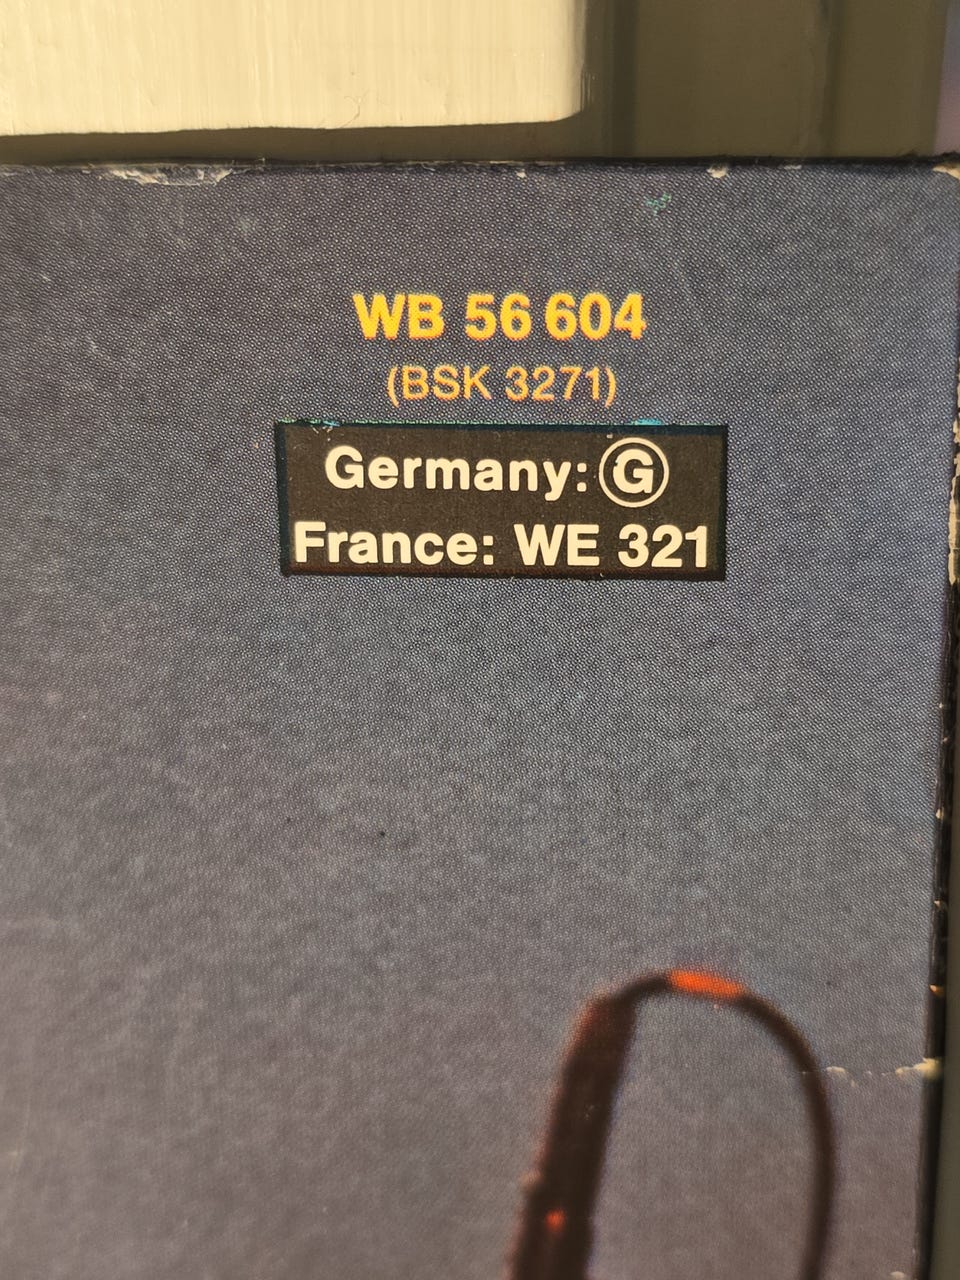 WB 56 604
(BSK 3271)
Germany: G
France: WE 321